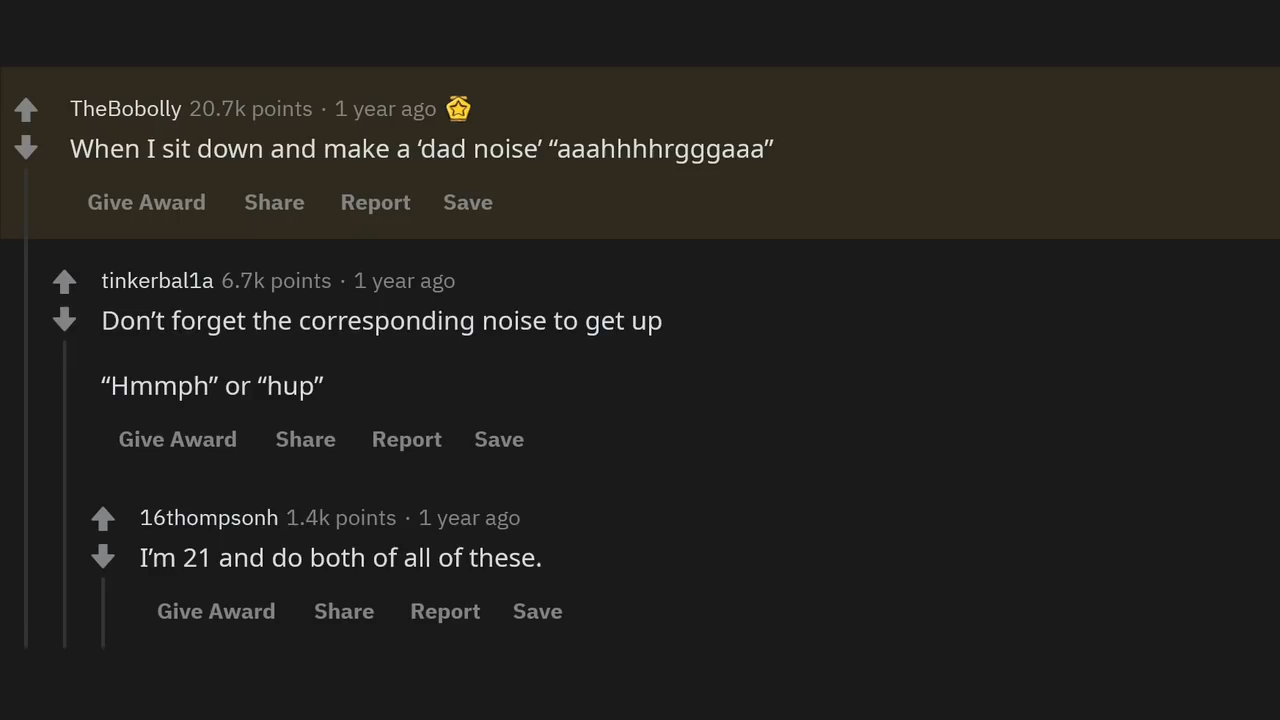 TheBobolly 20.7k points · 1 year ago
When I sit down and make a ‘dad noise’ “aaahhhhrgggaaa”
Give Award Share Report Save
tinkerbal1a 6.7k points · 1 year ago
Don’t forget the corresponding noise to get up
“Hmmph” or “hup”
Give Award Share Report Save
16thompsonh 1.4k points · 1 year ago
I’m 21 and do both of all of these.
Give Award Share Report Save